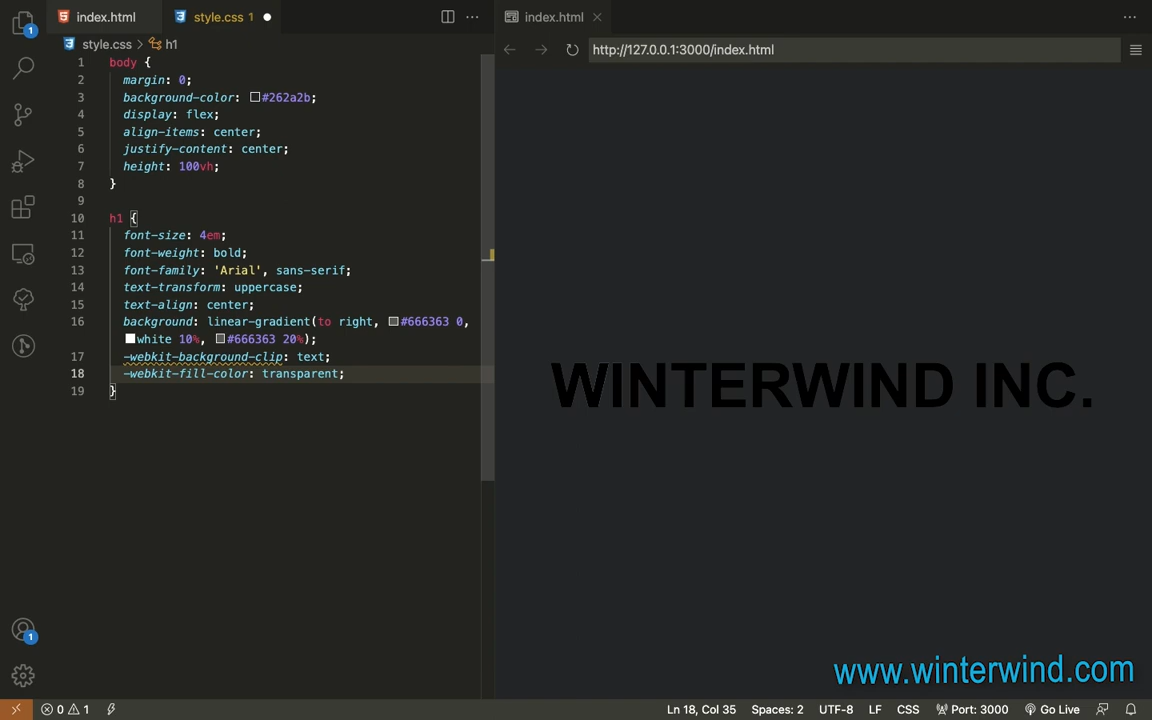 index.html
style.css 1
index.html
style.css > h1
http://127.0.0.1:3000/index.html
1 body {
2 margin: 0;
3 background-color: #262a2b;
4 display: flex;
5 align-items: center;
6 justify-content: center;
7 height: 100vh;
8 }
9
10 h1 {
11 font-size: 4em;
12 font-weight: bold;
13 font-family: 'Arial', sans-serif;
14 text-transform: uppercase;
15 text-align: center;
16 background: linear-gradient(to right, #666363 0,
white 10%, #666363 20%);
17 -webkit-background-clip: text;
18 -webkit-fill-color: transparent;
19 }
WINTERWIND INC.
1
1
www.winterwind.com
0 1
Ln 18, Col 35 Spaces: 2 UTF-8 LF CSS Port: 3000 Go Live